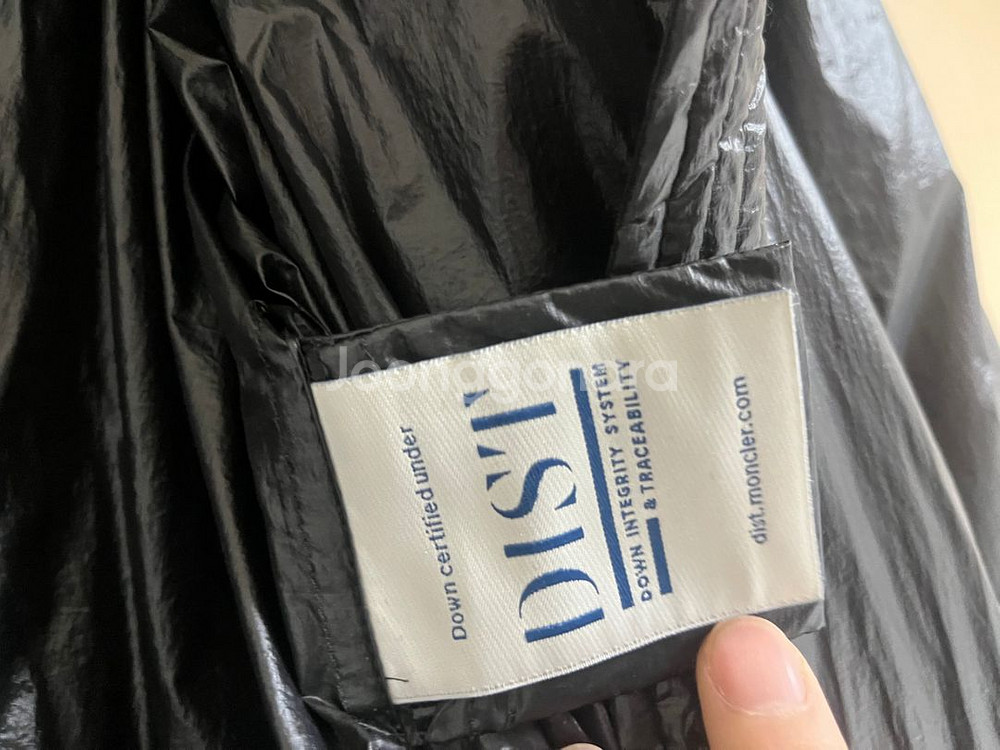 Down certified under
DIST
DOWN INTEGRITY SYSTEM
& TRACEABILITY
dist.moncler.com